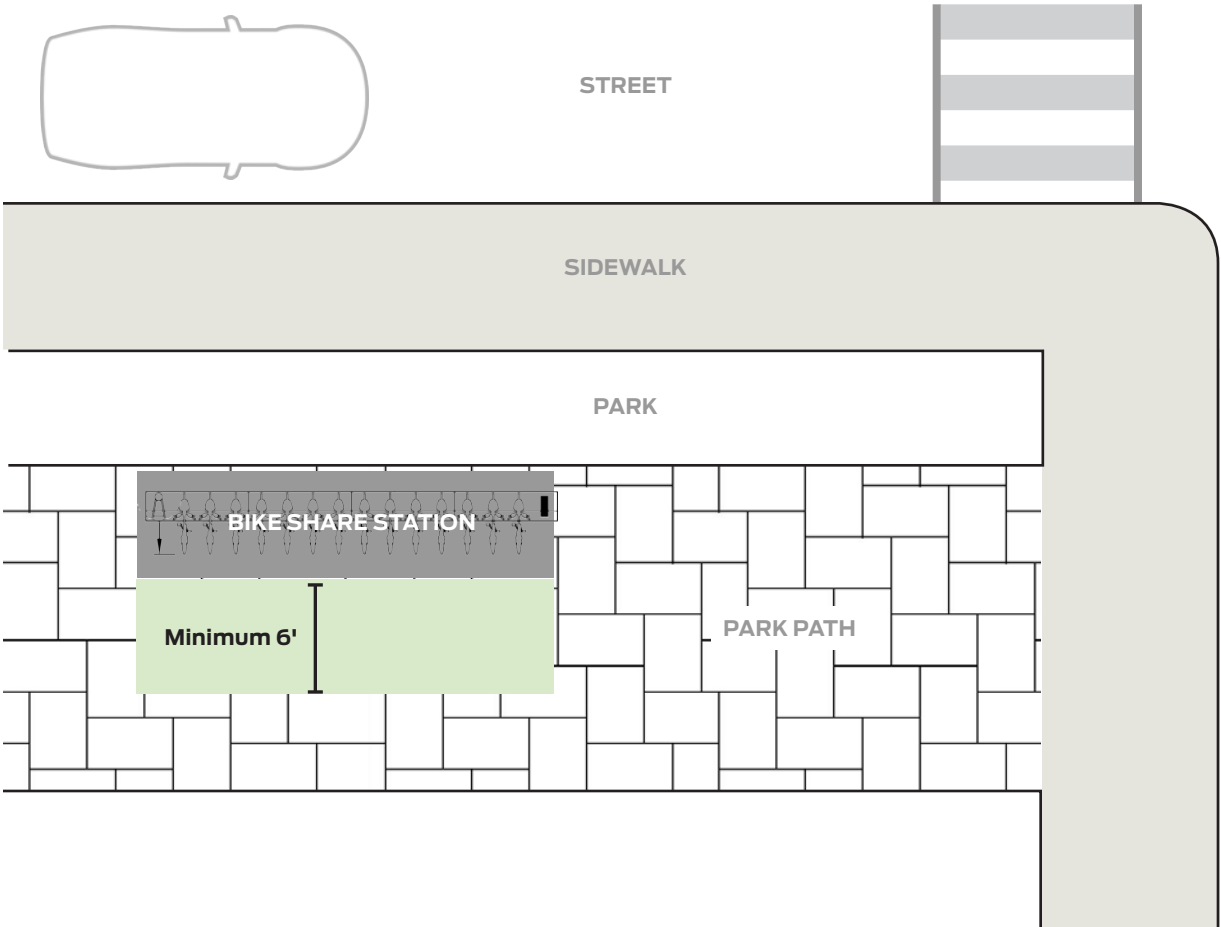 STREET
SIDEWALK
PARK
BIKE SHARE STATION
Minimum 6'
PARK PATH